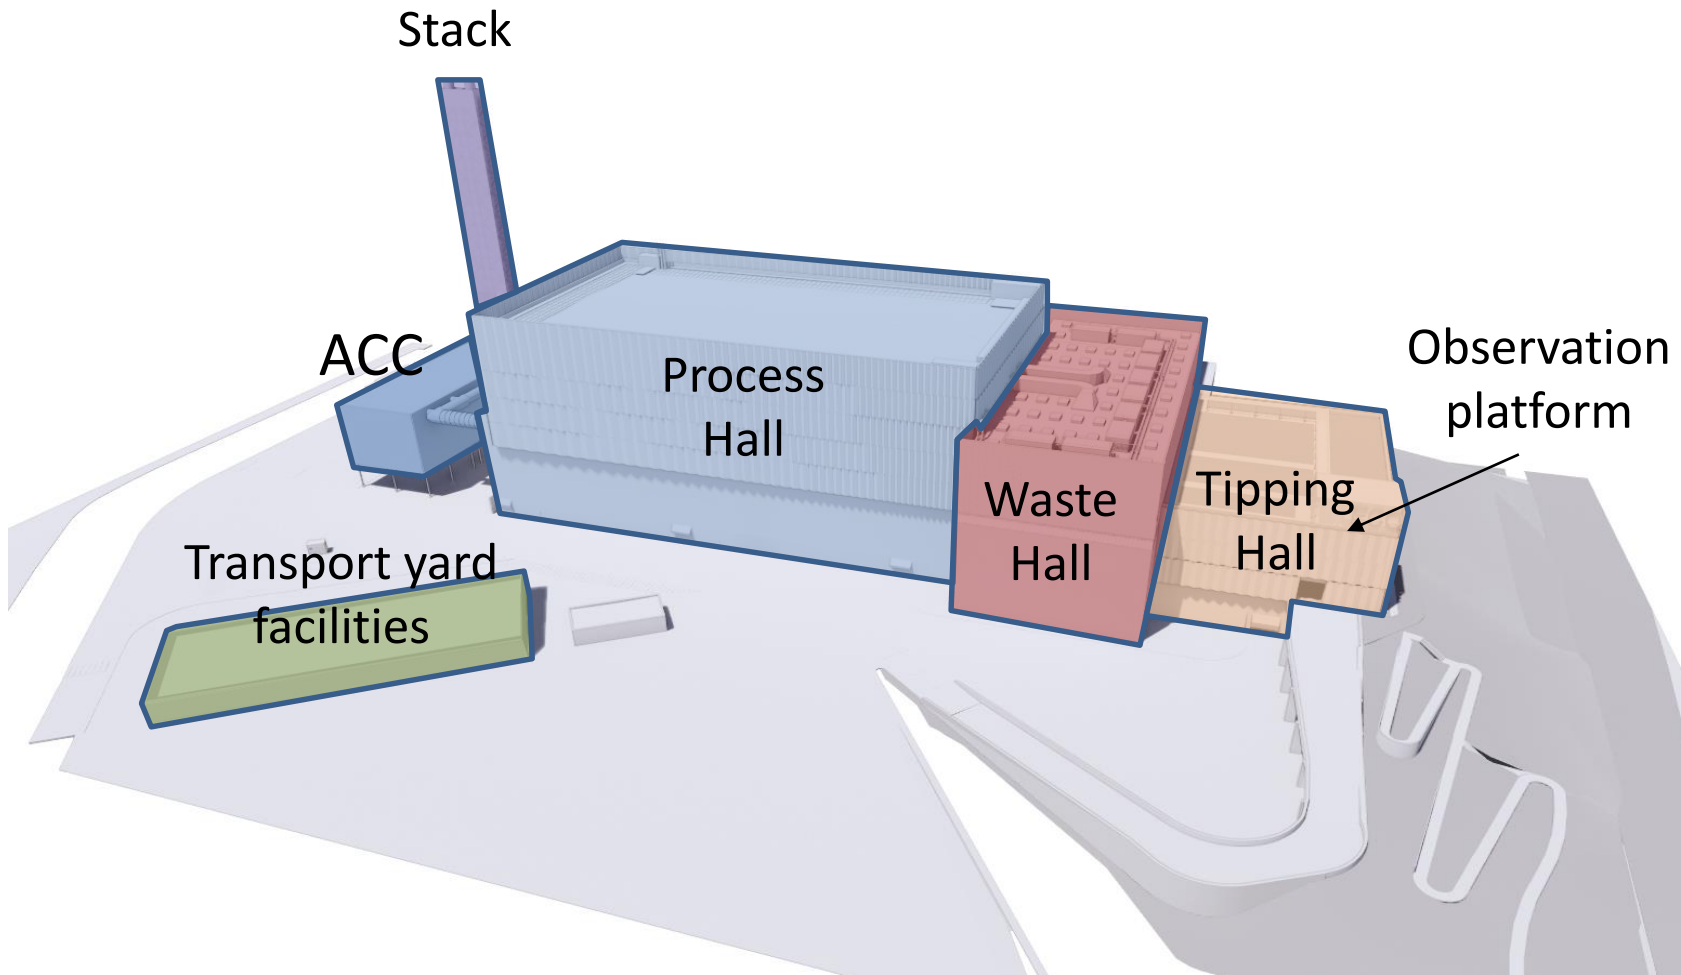 Stack
ACC
Process
Hall
Observation
platform
Waste
Hall
Tipping
Hall
Transport yard
facilities